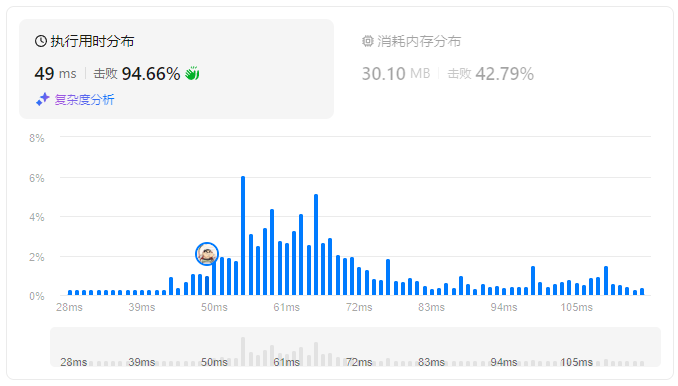 执行用时分布
消耗内存分布
49 ms 击败 94.66%
30.10 MB 击败 42.79%
复杂度分析
8%
6%
4%
2%
0%
28ms 39ms 50ms 61ms 72ms 83ms 94ms 105ms
28ms 39ms 50ms 61ms 72ms 83ms 94ms 105ms